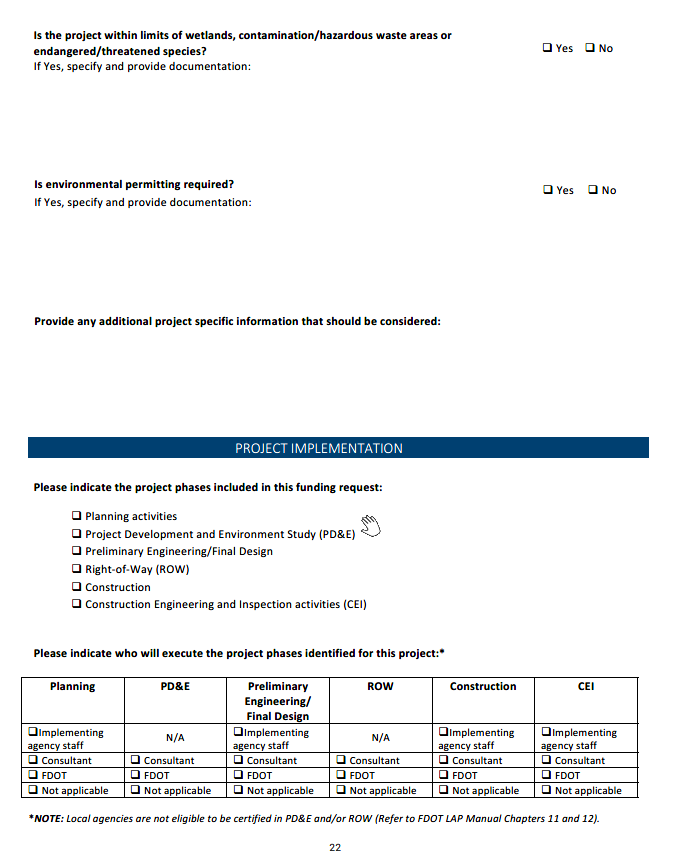 Is the project within limits of wetlands, contamination/hazardous waste areas or
endangered/threatened species?
❑ Yes ❑ No
If Yes, specify and provide documentation:
Is environmental permitting required?
❑ Yes ❑ No
If Yes, specify and provide documentation:
Provide any additional project specific information that should be considered:
PROJECT IMPLEMENTATION
Please indicate the project phases included in this funding request:
❑ Planning activities
❑ Project Development and Environment Study (PD&E)
❑ Preliminary Engineering/Final Design
❑ Right-of-Way (ROW)
❑ Construction
❑ Construction Engineering and Inspection activities (CEI)
Please indicate who will execute the project phases identified for this project:*
Planning PD&E Preliminary ROW Construction CEI
Engineering/
Final Design
❑Implementing N/A ❑Implementing N/A ❑Implementing ❑Implementing
agency staff agency staff agency staff agency staff
❑ Consultant ❑ Consultant ❑ Consultant ❑ Consultant ❑ Consultant ❑ Consultant
❑ FDOT ❑ FDOT ❑ FDOT ❑ FDOT ❑ FDOT ❑ FDOT
❑ Not applicable ❑ Not applicable ❑ Not applicable ❑ Not applicable ❑ Not applicable ❑ Not applicable
*NOTE: Local agencies are not eligible to be certified in PD&E and/or ROW (Refer to FDOT LAP Manual Chapters 11 and 12).
22